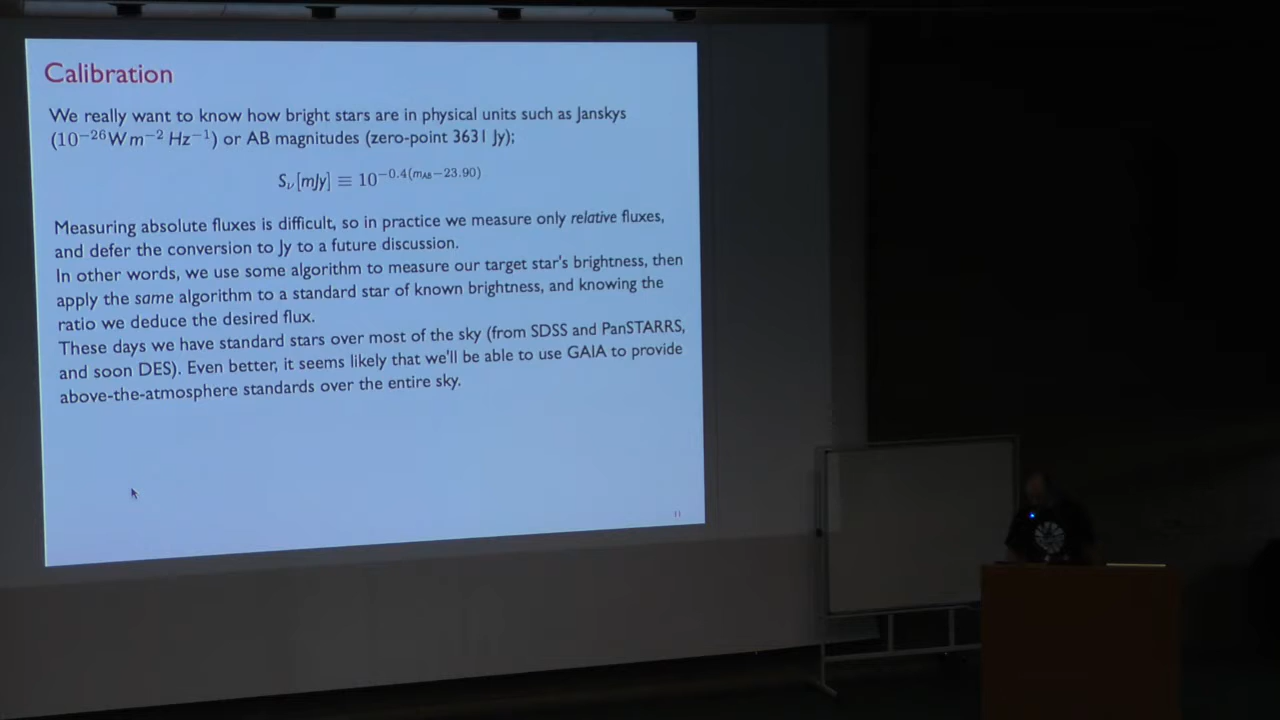 Calibration
We really want to know how bright stars are in physical units such as Janskys
(10⁻²⁶W m⁻² Hz⁻¹) or AB magnitudes (zero-point 3631 Jy);
Sᵥ[mJy] ≡ 10^−0.4(m_AB−23.90)
Measuring absolute fluxes is difficult, so in practice we measure only relative fluxes,
and defer the conversion to Jy to a future discussion.
In other words, we use some algorithm to measure our target star's brightness, then
apply the same algorithm to a standard star of known brightness, and knowing the
ratio we deduce the desired flux.
These days we have standard stars over most of the sky (from SDSS and PanSTARRS,
and soon DES). Even better, it seems likely that we'll be able to use GAIA to provide
above-the-atmosphere standards over the entire sky.
11